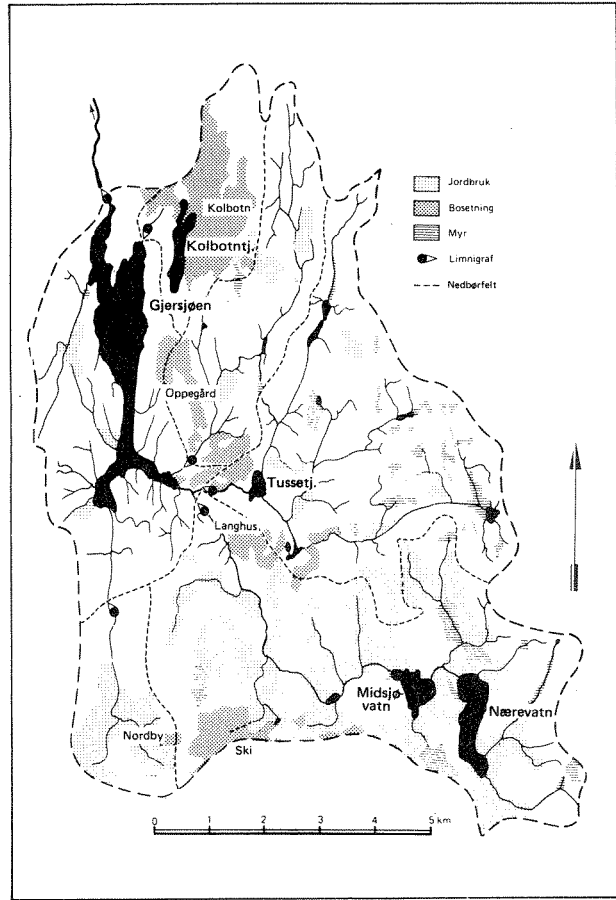 Jordbruk
Bosetning
Myr
Limnigraf
Nedbørfelt
Kolbotn
Kolbotntj.
Gjersjøen
Oppegård
Tussetj.
Langhus
Midsjø-
vatn
Nærevatn
Nordby
Ski
0 1 2 3 4 5 km